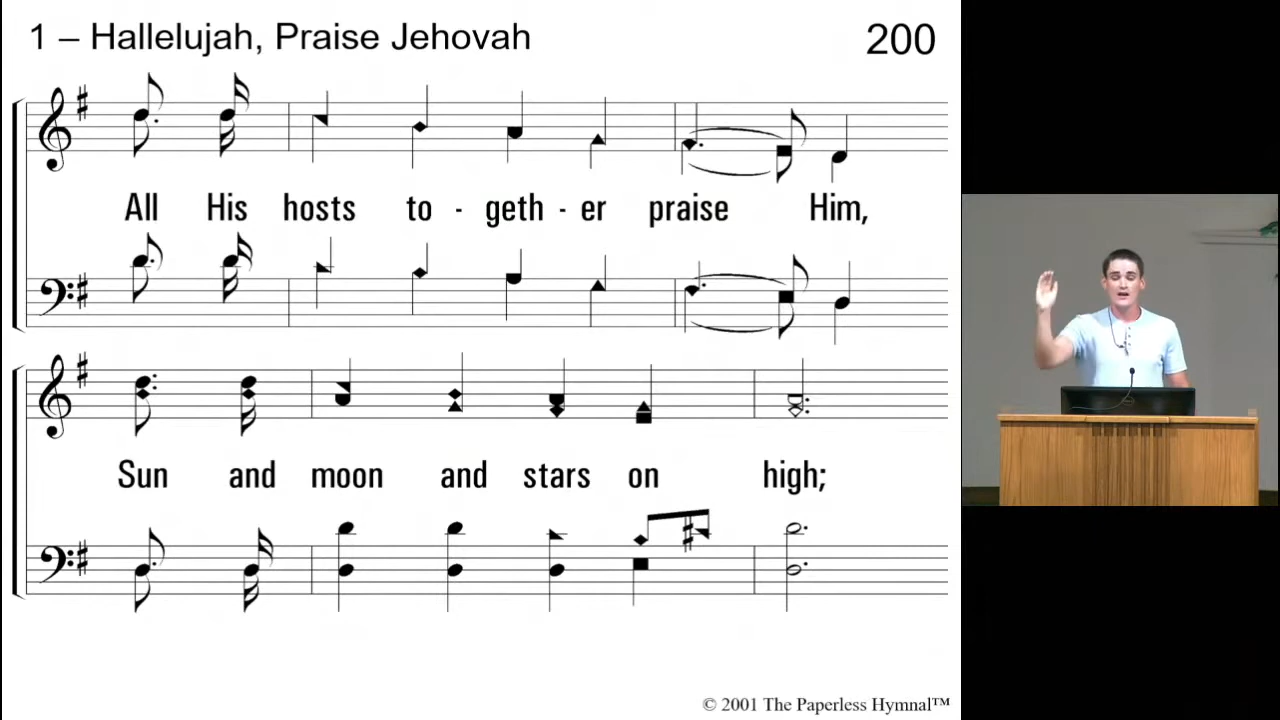 1 – Hallelujah, Praise Jehovah
200
All His hosts to - geth - er praise Him,
Sun and moon and stars on high;
© 2001 The Paperless Hymnal™